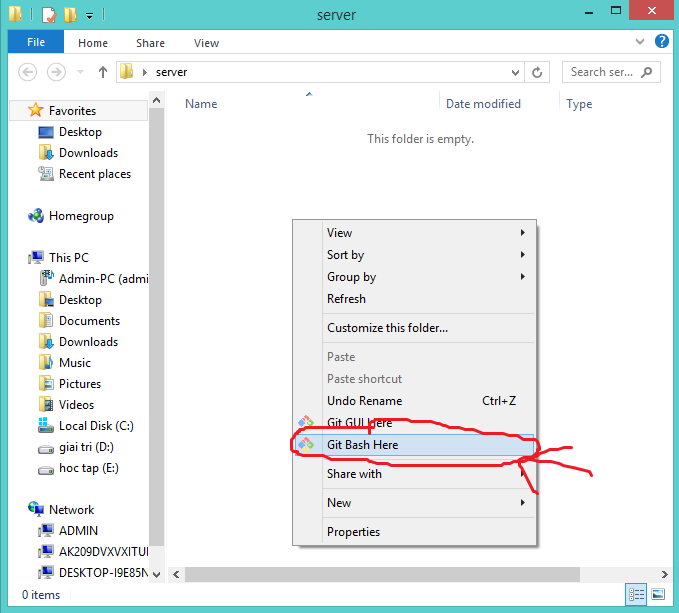 server
File Home Share View
server
Search ser...
Name Date modified Type
This folder is empty.
Favorites
Desktop
Downloads
Recent places
Homegroup
This PC
Admin-PC (admi
Desktop
Documents
Downloads
Music
Pictures
Videos
Local Disk (C:)
giai tri (D:)
hoc tap (E:)
Network
ADMIN
AK209DVXVXITUI
DESKTOP-I9E85N
View
Sort by
Group by
Refresh
Customize this folder...
Paste
Paste shortcut
Undo Rename Ctrl+Z
Git GUI Here
Git Bash Here
Share with
New
Properties
0 items